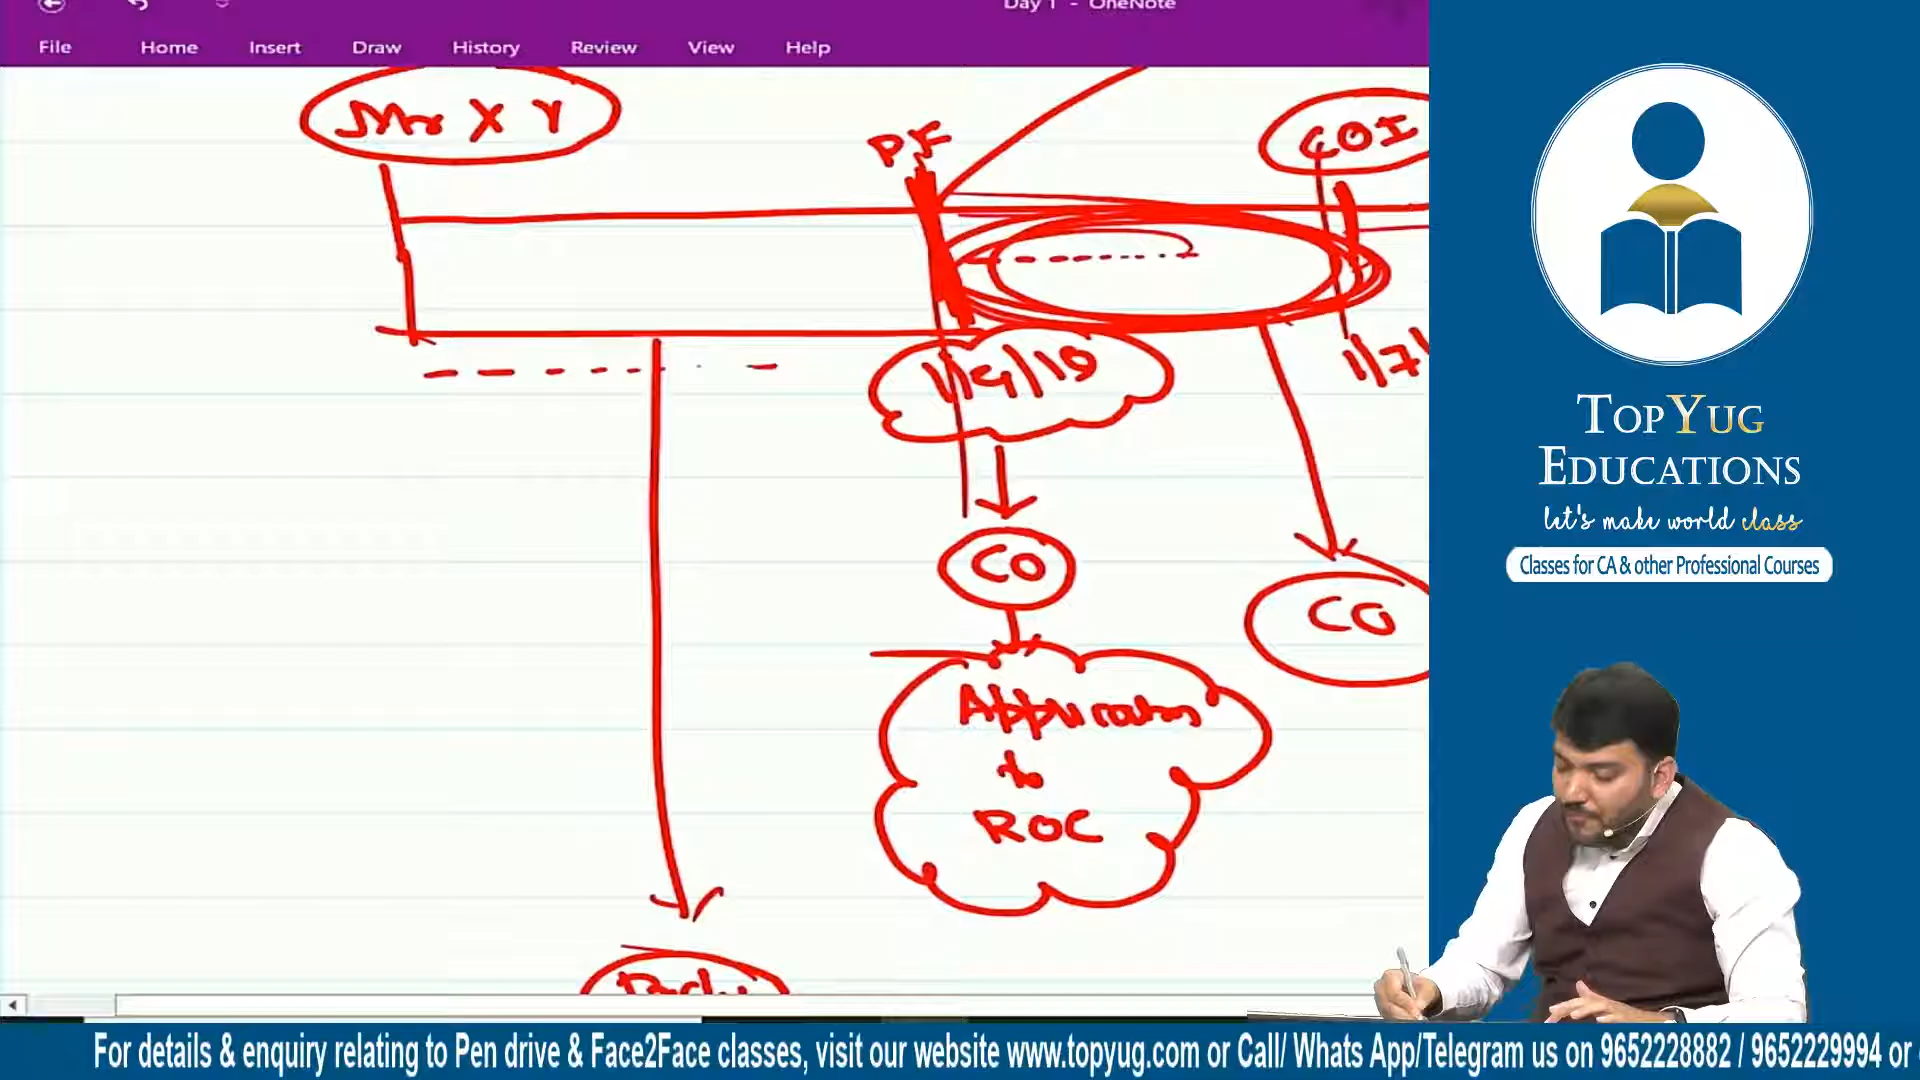 Day 1 - OneNote
File Home Insert Draw History Review View Help
Mr X Y
PF
COI
1/4/18
1/7/
CO
CO
to
ROC
TOPYUG
EDUCATIONS
let's make world class
Classes for CA & other Professional Courses
For details & enquiry relating to Pen drive & Face2Face classes, visit our website www.topyug.com or Call/ Whats App/Telegram us on 9652228882 / 9652229994 or